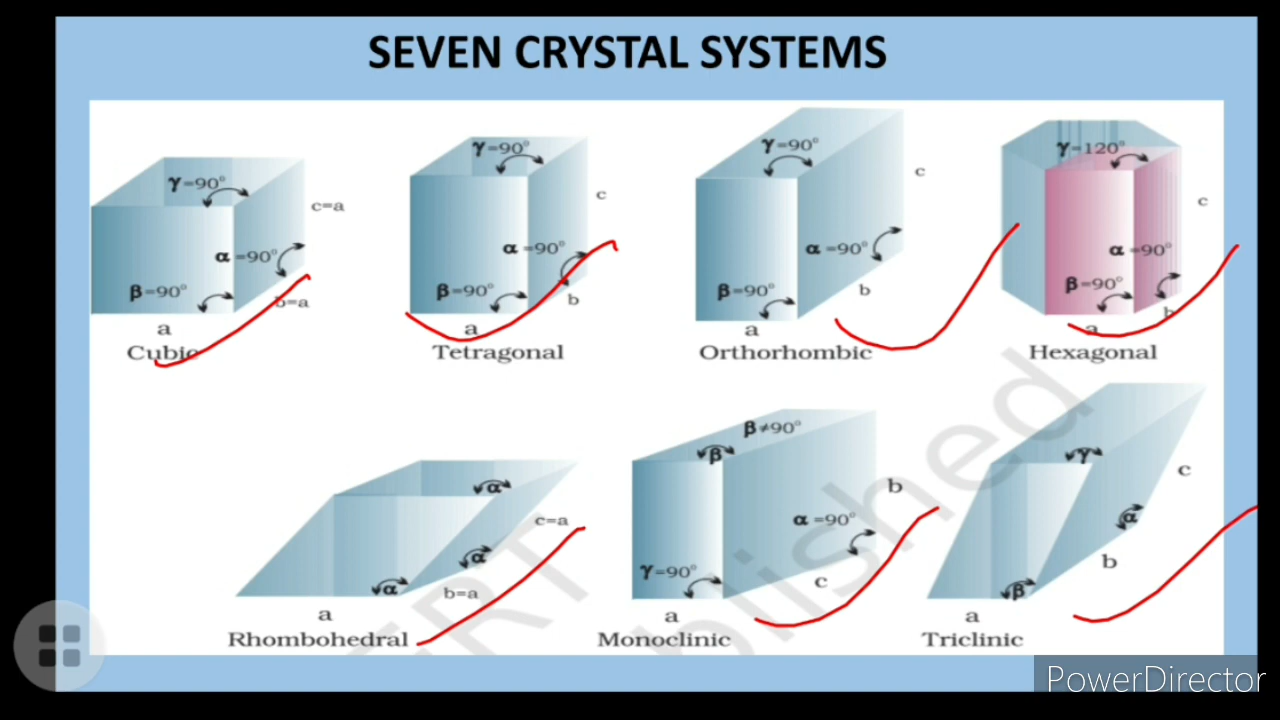 SEVEN CRYSTAL SYSTEMS
γ=90°
c=a
α=90°
β=90°
b=a
a
Cubic
γ=90°
c
α=90°
β=90°
b
a
Tetragonal
γ=90°
c
α=90°
β=90°
b
a
Orthorhombic
γ=120°
c
α=90°
β=90°
b
a
Hexagonal
α
c=a
α
α
b=a
a
Rhombohedral
β≠90°
β
b
α=90°
γ=90°
c
a
Monoclinic
γ
c
α
b
β
a
Triclinic
PowerDirector